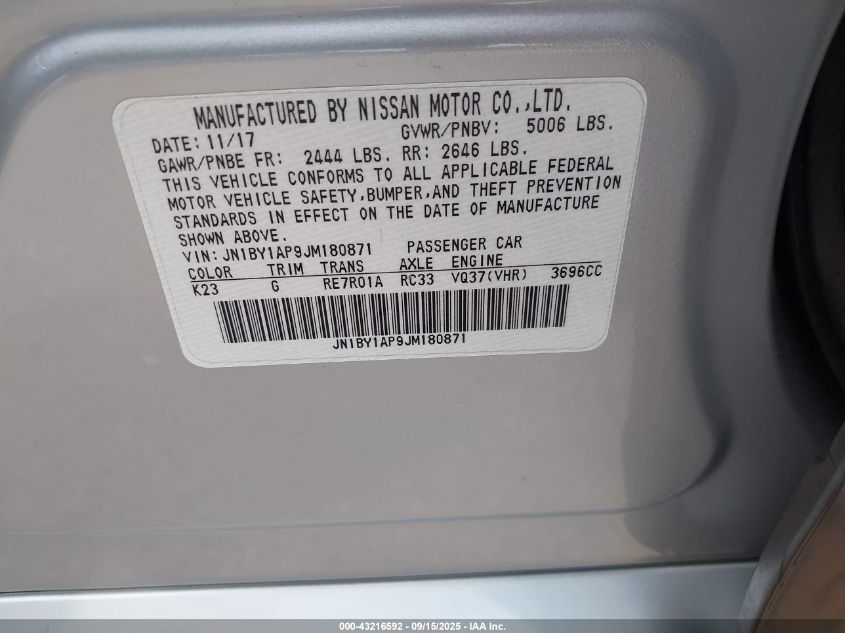 MANUFACTURED BY NISSAN MOTOR CO.,LTD.
DATE: 11/17 GVWR/PNBV: 5006 LBS.
GAWR/PNBE FR: 2444 LBS. RR: 2646 LBS.
THIS VEHICLE CONFORMS TO ALL APPLICABLE FEDERAL
MOTOR VEHICLE SAFETY,BUMPER,AND THEFT PREVENTION
STANDARDS IN EFFECT ON THE DATE OF MANUFACTURE
SHOWN ABOVE.
VIN: JN1BY1AP9JM180871 PASSENGER CAR
COLOR TRIM TRANS AXLE ENGINE
K23 G RE7R01A RC33 VQ37(VHR) 3696CC
JN1BY1AP9JM180871
000-43216592 - 09/15/2025 - IAA Inc.